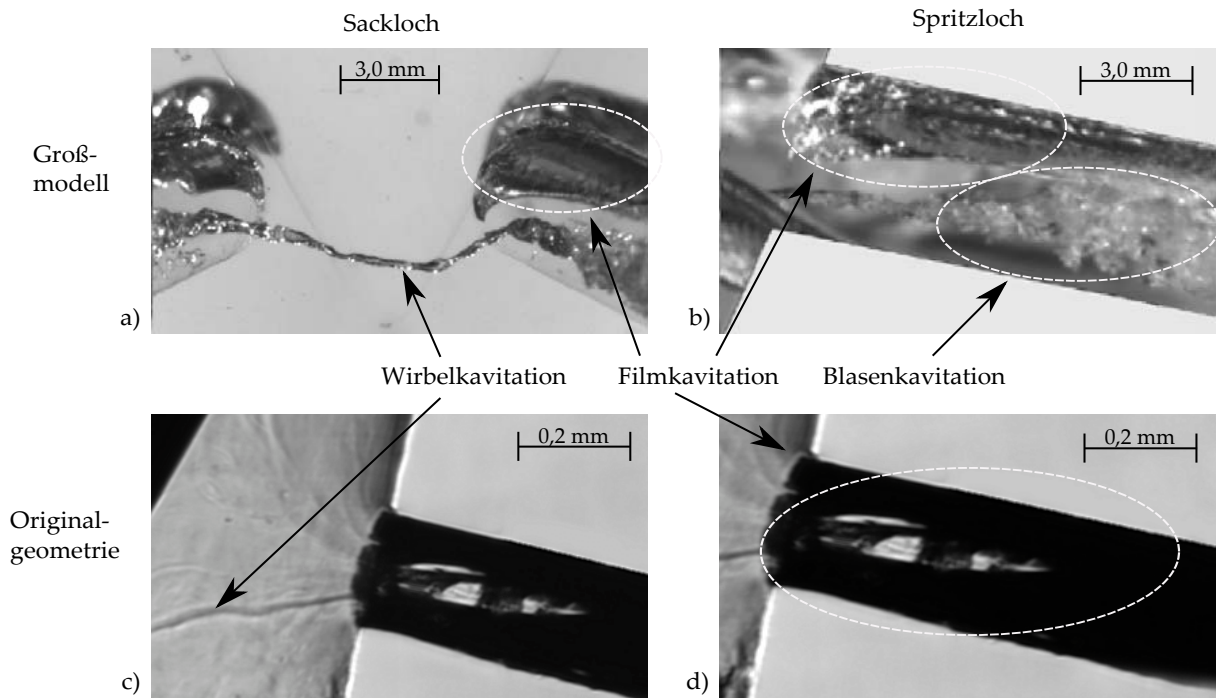 Sackloch
Spritzloch
3,0 mm
3,0 mm
Groß-
modell
a)
b)
Wirbelkavitation
Filmkavitation
Blasenkavitation
0,2 mm
0,2 mm
Original-
geometrie
c)
d)